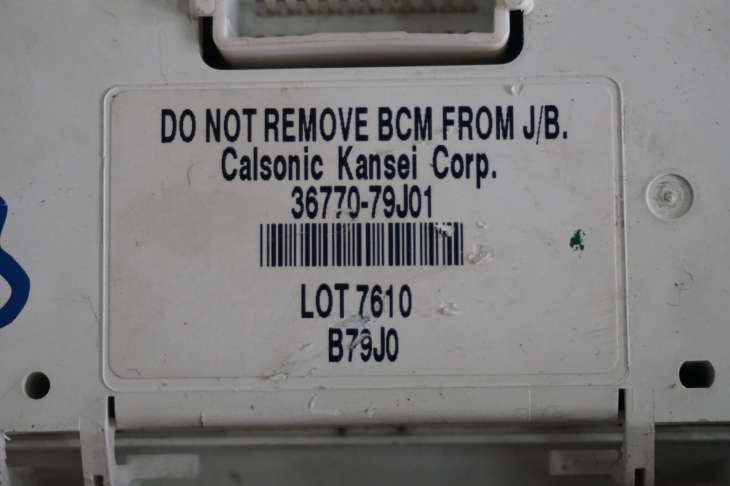 DO NOT REMOVE BCM FROM J/B.
Calsonic Kansei Corp.
36770-79J01
LOT 7610
B79J0